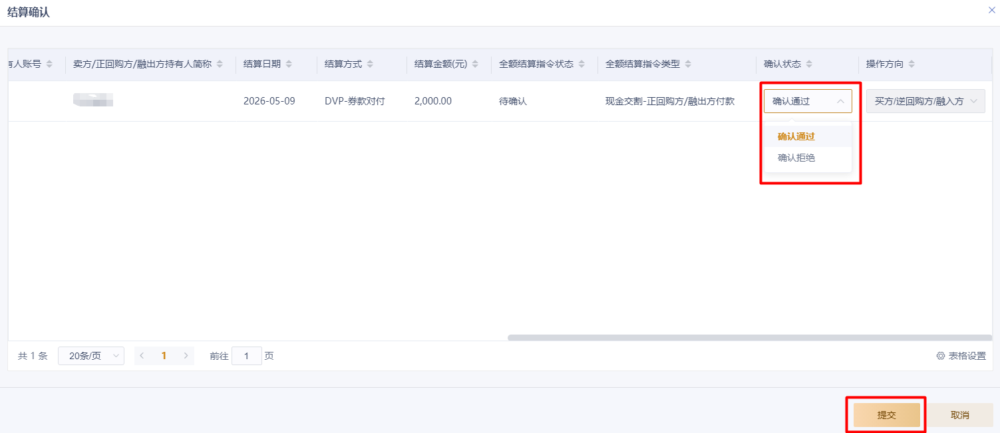 结算确认
有人账号 卖方/正回购方/融出方持有人简称 结算日期 结算方式 结算金额(元) 全额结算指令状态 全额结算指令类型 确认状态 操作方向
2026-05-09 DVP-券款对付 2,000.00 待确认 现金交割-正回购方/融出方付款 确认通过 买方/逆回购方/融入方
确认通过
确认拒绝
共 1 条 20条/页 1 前往 1 页 表格设置
提交 取消